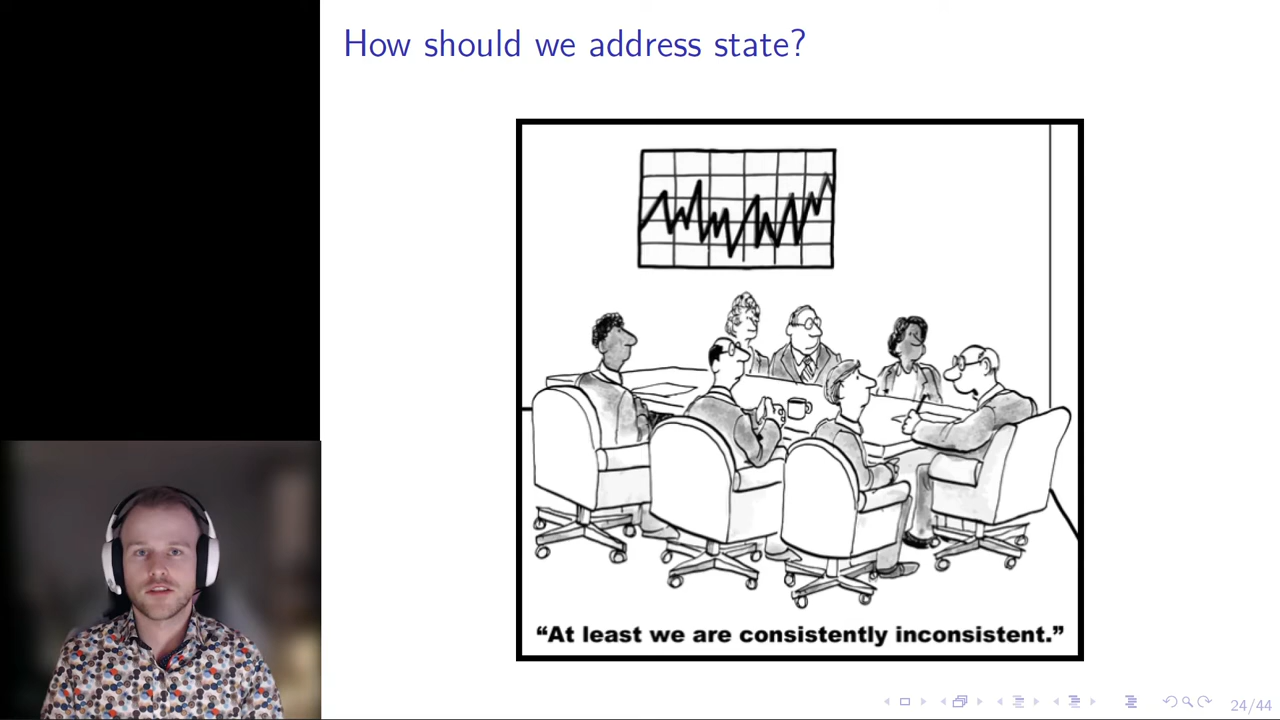 How should we address state?
“At least we are consistently inconsistent.”
24/44